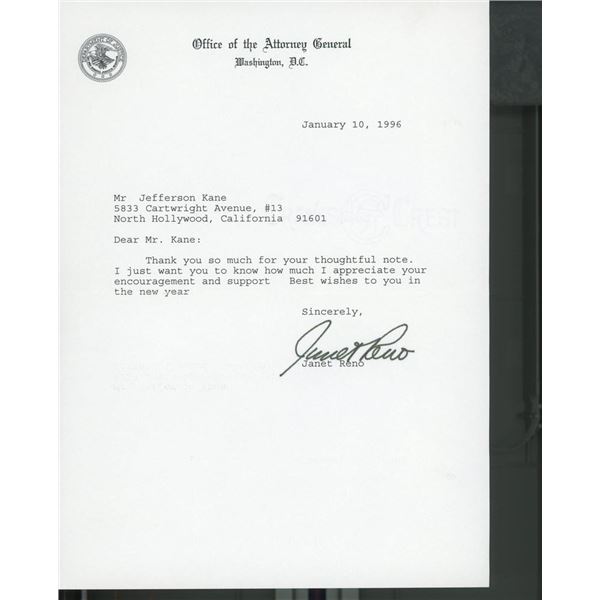 Office of the Attorney General
Washington, D.C.
January 10, 1996
Mr Jefferson Kane
5833 Cartwright Avenue, #13
North Hollywood, California 91601
Dear Mr. Kane:
Thank you so much for your thoughtful note.
I just want you to know how much I appreciate your
encouragement and support Best wishes to you in
the new year
Sincerely,
Janet Reno
Janet Reno